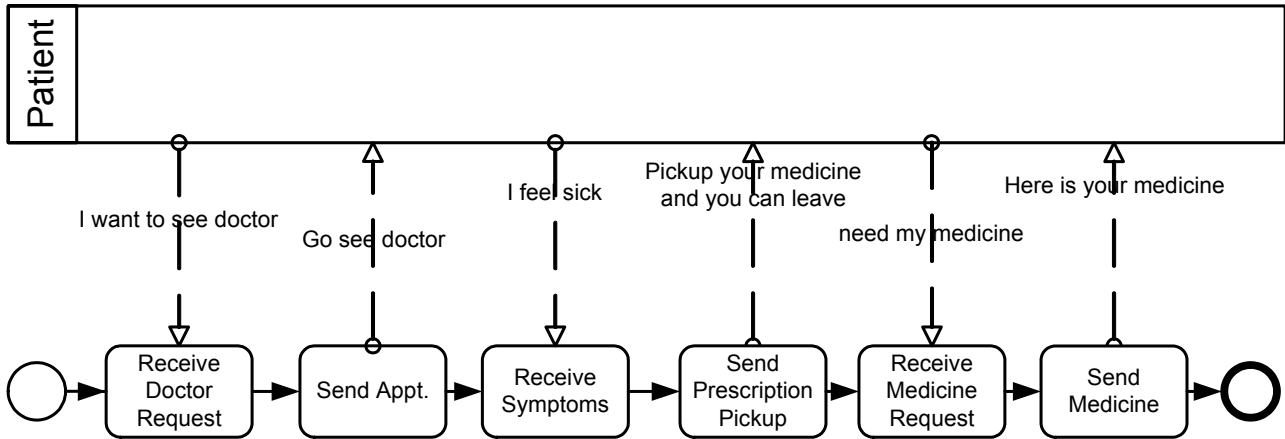 Patient
I want to see doctor
Go see doctor
I feel sick
Pickup your medicine
and you can leave
need my medicine
Here is your medicine
Receive
Doctor
Request
Send Appt.
Receive
Symptoms
Send
Prescription
Pickup
Receive
Medicine
Request
Send
Medicine